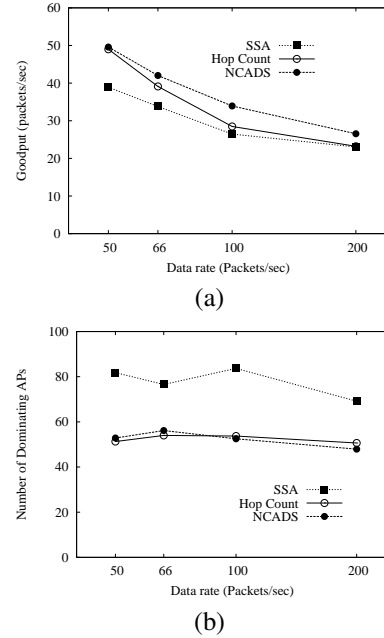 60
50
40
30
20
10
0
Goodput (packets/sec)
SSA
Hop Count
NCADS
50 66 100 200
Data rate (Packets/sec)
(a)
100
80
60
40
20
0
Number of Dominating APs
SSA
Hop Count
NCADS
50 66 100 200
Data rate (Packets/sec)
(b)